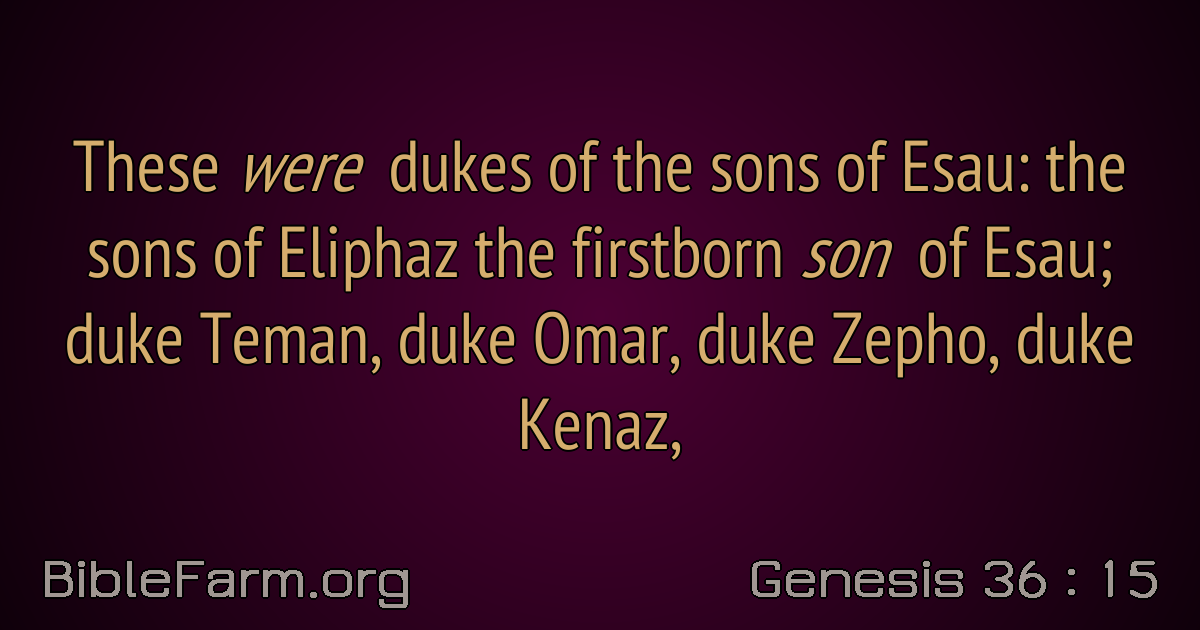 These were dukes of the sons of Esau: the
sons of Eliphaz the firstborn son of Esau;
duke Teman, duke Omar, duke Zepho, duke
Kenaz,
BibleFarm.org
Genesis 36 : 15